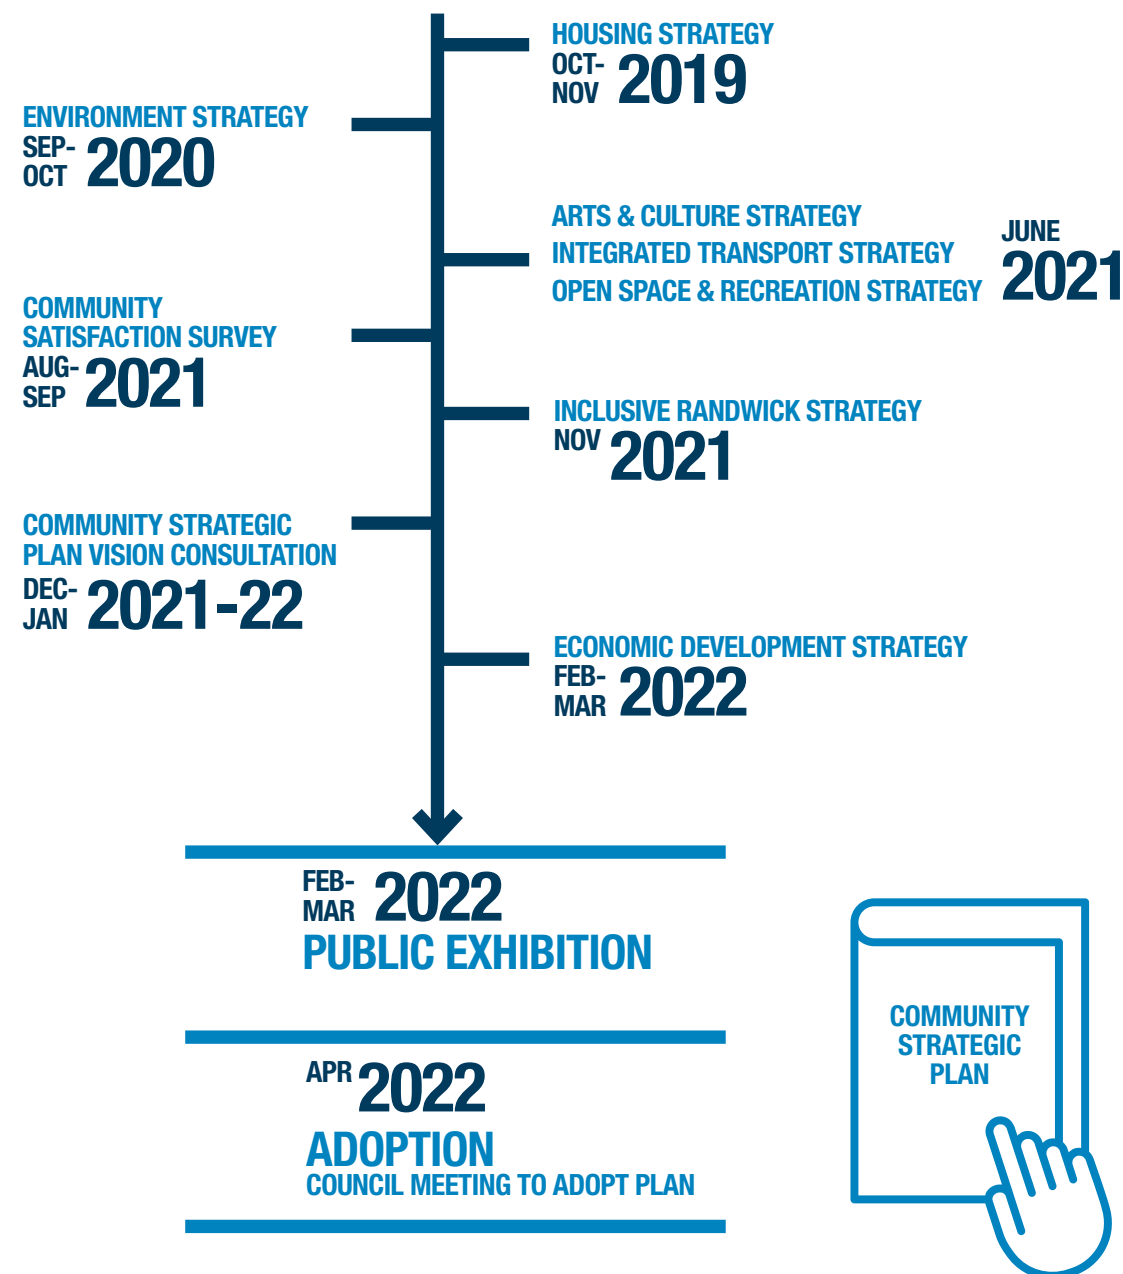 HOUSING STRATEGY
OCT-
NOV 2019
ENVIRONMENT STRATEGY
SEP-
OCT 2020
ARTS & CULTURE STRATEGY
INTEGRATED TRANSPORT STRATEGY
OPEN SPACE & RECREATION STRATEGY
JUNE
2021
COMMUNITY
SATISFACTION SURVEY
AUG-
SEP 2021
INCLUSIVE RANDWICK STRATEGY
NOV 2021
COMMUNITY STRATEGIC
PLAN VISION CONSULTATION
DEC-
JAN 2021-22
ECONOMIC DEVELOPMENT STRATEGY
FEB-
MAR 2022
FEB-
MAR 2022
PUBLIC EXHIBITION
APR 2022
ADOPTION
COUNCIL MEETING TO ADOPT PLAN
COMMUNITY
STRATEGIC
PLAN